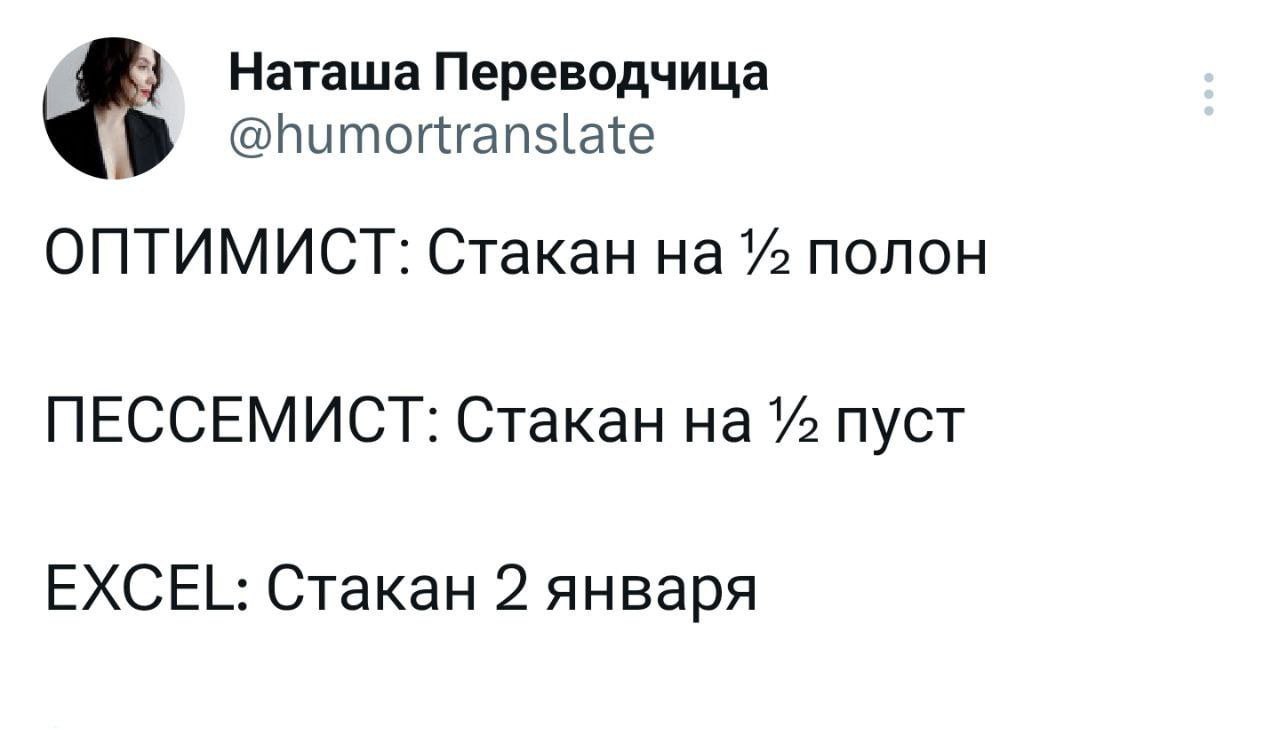 Наташа Переводчица
@humortranslate
ОПТИМИСТ: Стакан на ½ полон
ПЕССЕМИСТ: Стакан на ½ пуст
EXCEL: Стакан 2 января